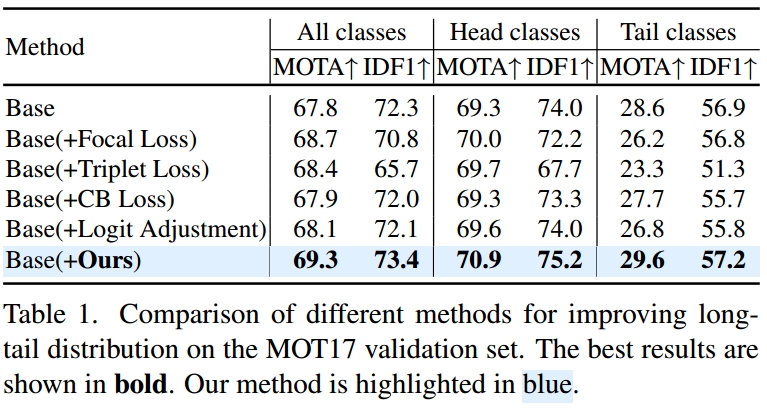 Method All classes Head classes Tail classes
MOTA↑ IDF1↑ MOTA↑ IDF1↑ MOTA↑ IDF1↑
Base 67.8 72.3 69.3 74.0 28.6 56.9
Base(+Focal Loss) 68.7 70.8 70.0 72.2 26.2 56.8
Base(+Triplet Loss) 68.4 65.7 69.7 67.7 23.3 51.3
Base(+CB Loss) 67.9 72.0 69.3 73.3 27.7 55.7
Base(+Logit Adjustment) 68.1 72.1 69.6 74.0 26.8 55.8
Base(+Ours) 69.3 73.4 70.9 75.2 29.6 57.2
Table 1. Comparison of different methods for improving long-
tail distribution on the MOT17 validation set. The best results are
shown in bold. Our method is highlighted in blue.